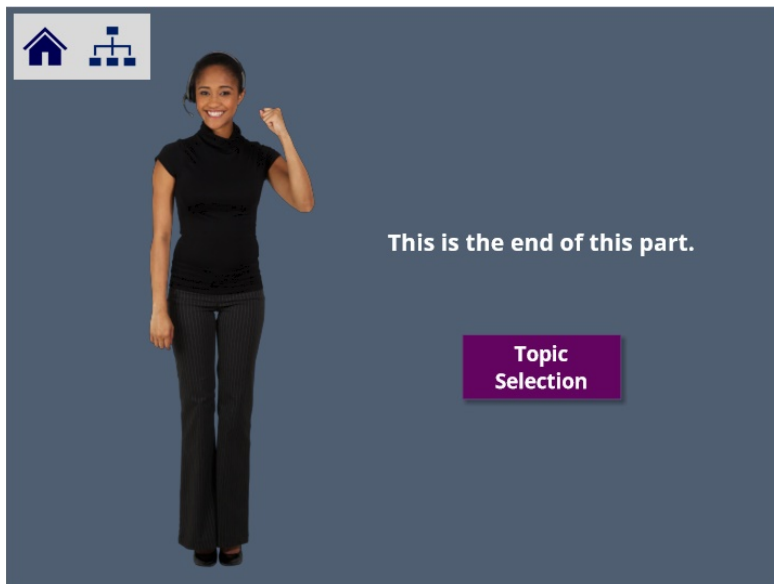 This is the end of this part.
Topic
Selection